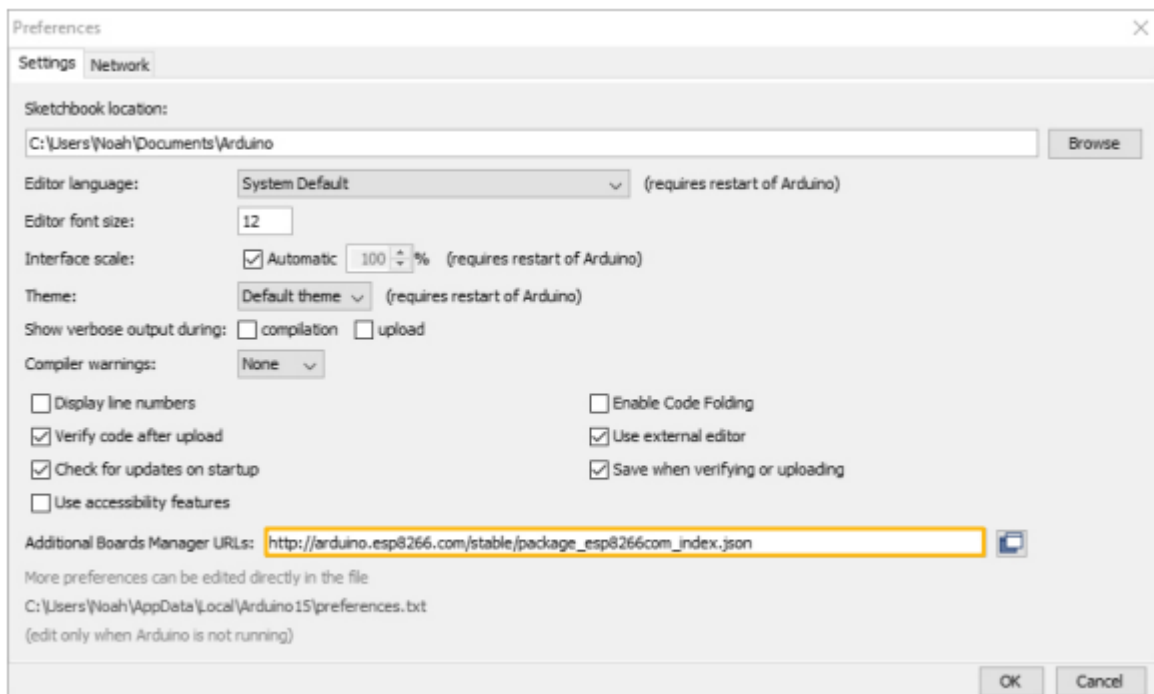 Preferences
Settings Network
Sketchbook location:
C:\Users\Noah\Documents\Arduino Browse
Editor language: System Default (requires restart of Arduino)
Editor font size: 12
Interface scale: Automatic 100 % (requires restart of Arduino)
Theme: Default theme (requires restart of Arduino)
Show verbose output during: compilation upload
Compiler warnings: None
Display line numbers Enable Code Folding
Verify code after upload Use external editor
Check for updates on startup Save when verifying or uploading
Use accessibility features
Additional Boards Manager URLs: http://arduino.esp8266.com/stable/package_esp8266com_index.json
More preferences can be edited directly in the file
C:\Users\Noah\AppData\Local\Arduino15\preferences.txt
(edit only when Arduino is not running)
OK Cancel